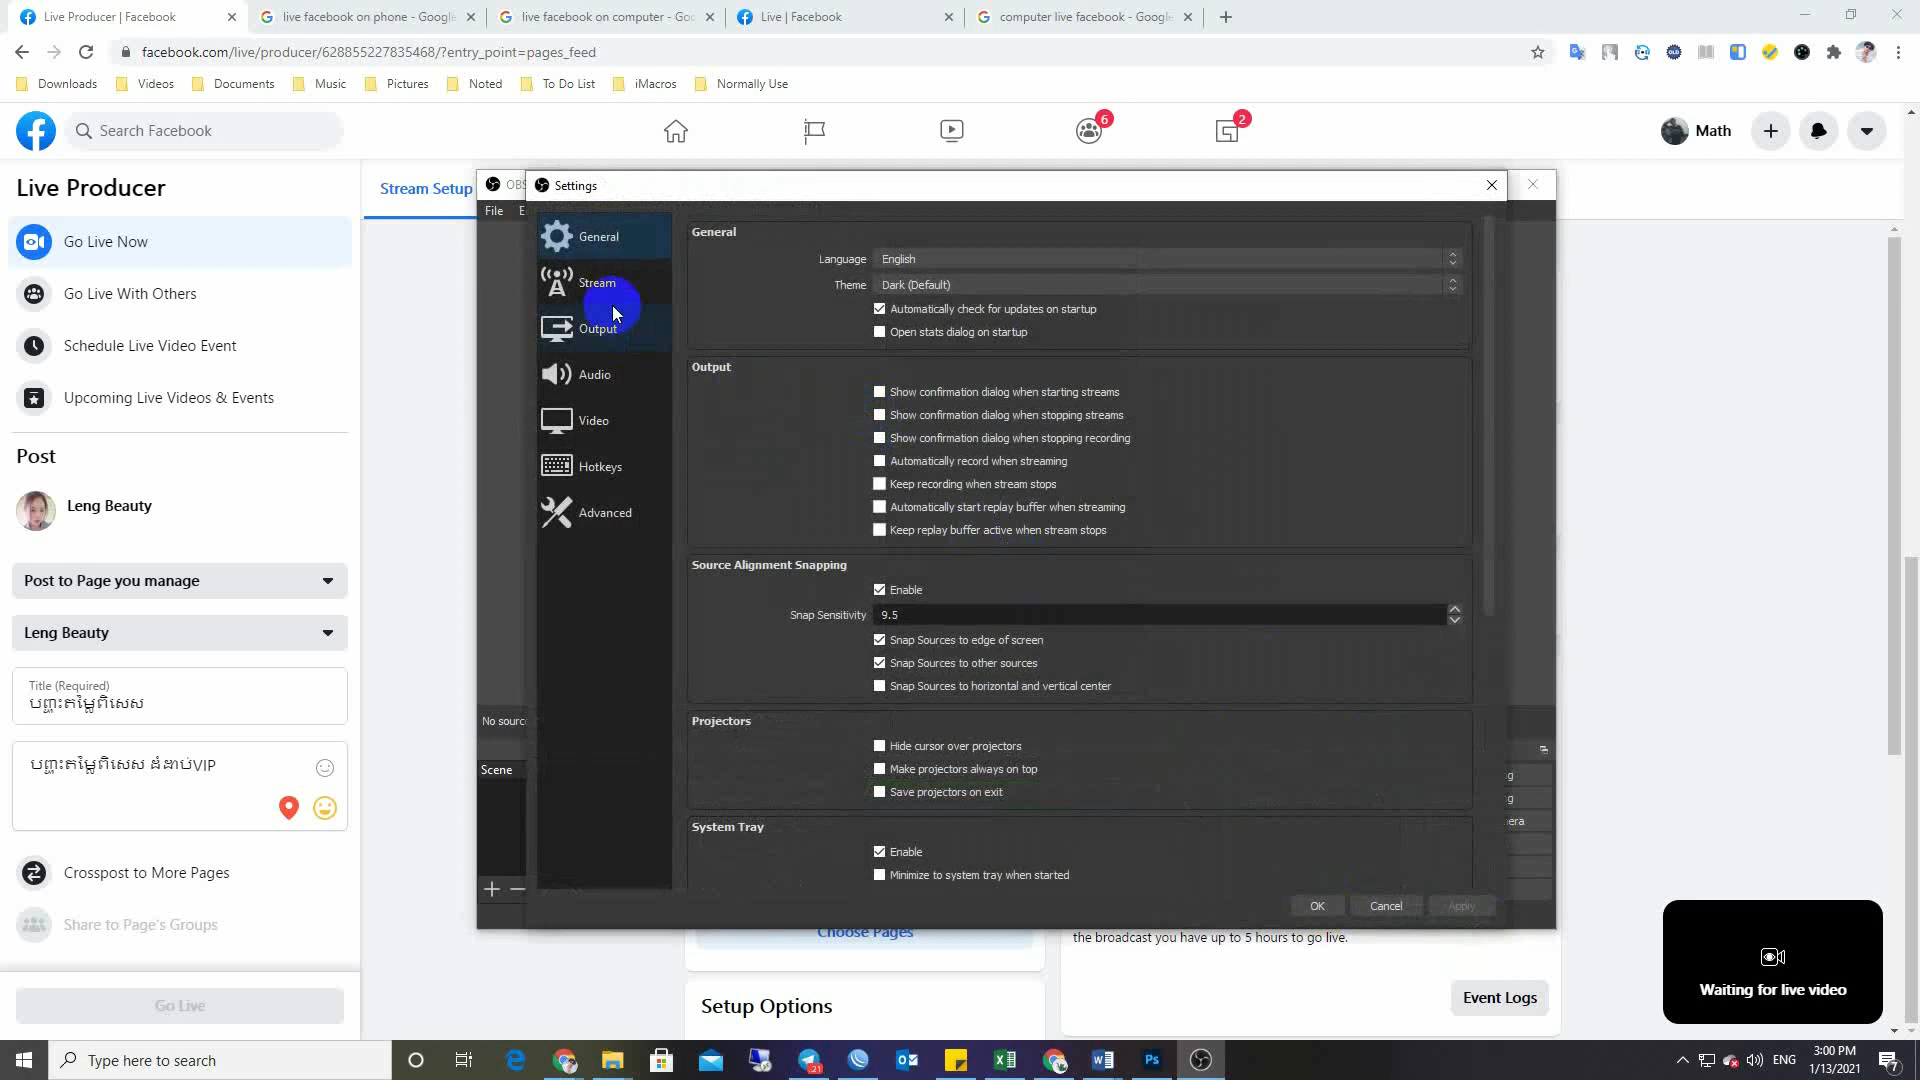 Live Producer | Facebook
live facebook on phone - Google
live facebook on computer - Goo
Live | Facebook
computer live facebook - Google
facebook.com/live/producer/628855227835468/?entry_point=pages_feed
Downloads
Videos
Documents
Music
Pictures
Noted
To Do List
iMacros
Normally Use
Search Facebook
6
2
Math
Live Producer
Go Live Now
Go Live With Others
Schedule Live Video Event
Upcoming Live Videos & Events
Post
Leng Beauty
Post to Page you manage
Leng Beauty
Title (Required)
បញ្ចុះតម្លៃពិសេស
បញ្ចុះតម្លៃពិសេស ជំនាប់VIP
Crosspost to More Pages
Share to Page's Groups
Go Live
Stream Setup
OBS
File
E
No source
Scene
Settings
General
Stream
Output
Audio
Video
Hotkeys
Advanced
General
Language
English
Theme
Dark (Default)
Automatically check for updates on startup
Open stats dialog on startup
Output
Show confirmation dialog when starting streams
Show confirmation dialog when stopping streams
Show confirmation dialog when stopping recording
Automatically record when streaming
Keep recording when stream stops
Automatically start replay buffer when streaming
Keep replay buffer active when stream stops
Source Alignment Snapping
Enable
Snap Sensitivity
9.5
Snap Sources to edge of screen
Snap Sources to other sources
Snap Sources to horizontal and vertical center
Projectors
Hide cursor over projectors
Make projectors always on top
Save projectors on exit
System Tray
Enable
Minimize to system tray when started
OK
Cancel
Apply
g
g
era
Choose Pages
the broadcast you have up to 5 hours to go live.
Setup Options
Event Logs
Waiting for live video
Type here to search
21
Ps
ENG
3:00 PM
1/13/2021
7